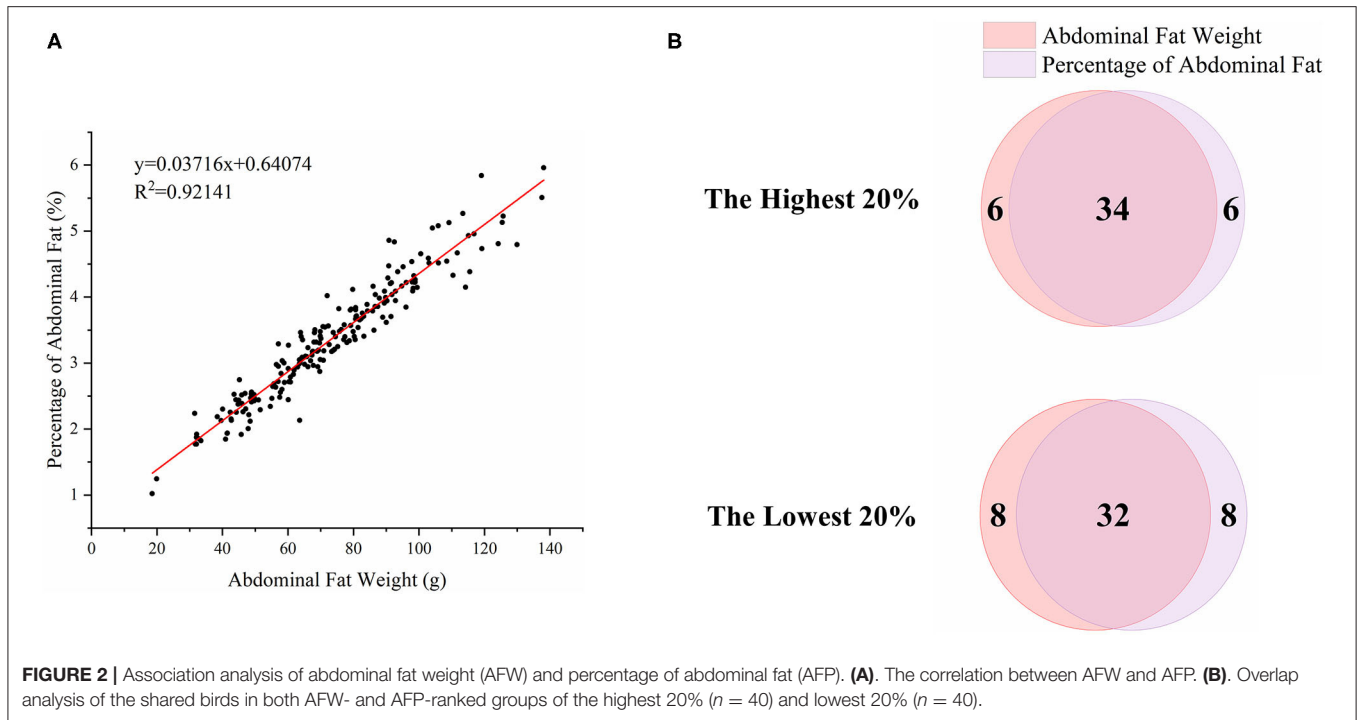 A
B
Abdominal Fat Weight
Percentage of Abdominal Fat
y=0.03716x+0.64074
R²=0.92141
Percentage of Abdominal Fat (%)
6
5
4
3
2
1
0
20
40
60
80
100
120
140
Abdominal Fat Weight (g)
The Highest 20%
6
34
6
The Lowest 20%
8
32
8
FIGURE 2 | Association analysis of abdominal fat weight (AFW) and percentage of abdominal fat (AFP). (A). The correlation between AFW and AFP. (B). Overlap
analysis of the shared birds in both AFW- and AFP-ranked groups of the highest 20% (n = 40) and lowest 20% (n = 40).